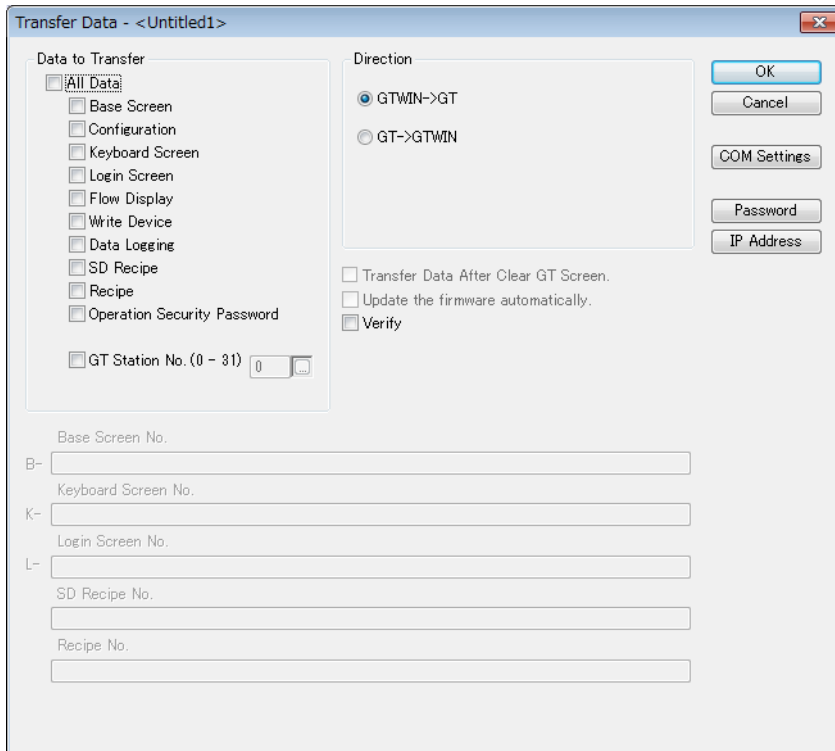 Transfer Data - <Untitled1>
Data to Transfer
All Data
Base Screen
Configuration
Keyboard Screen
Login Screen
Flow Display
Write Device
Data Logging
SD Recipe
Recipe
Operation Security Password
GT Station No. (0 - 31) 0 ...
Direction
GTWIN->GT
GT->GTWIN
Transfer Data After Clear GT Screen.
Update the firmware automatically.
Verify
OK
Cancel
COM Settings
Password
IP Address
Base Screen No.
B-
Keyboard Screen No.
K-
Login Screen No.
L-
SD Recipe No.
Recipe No.